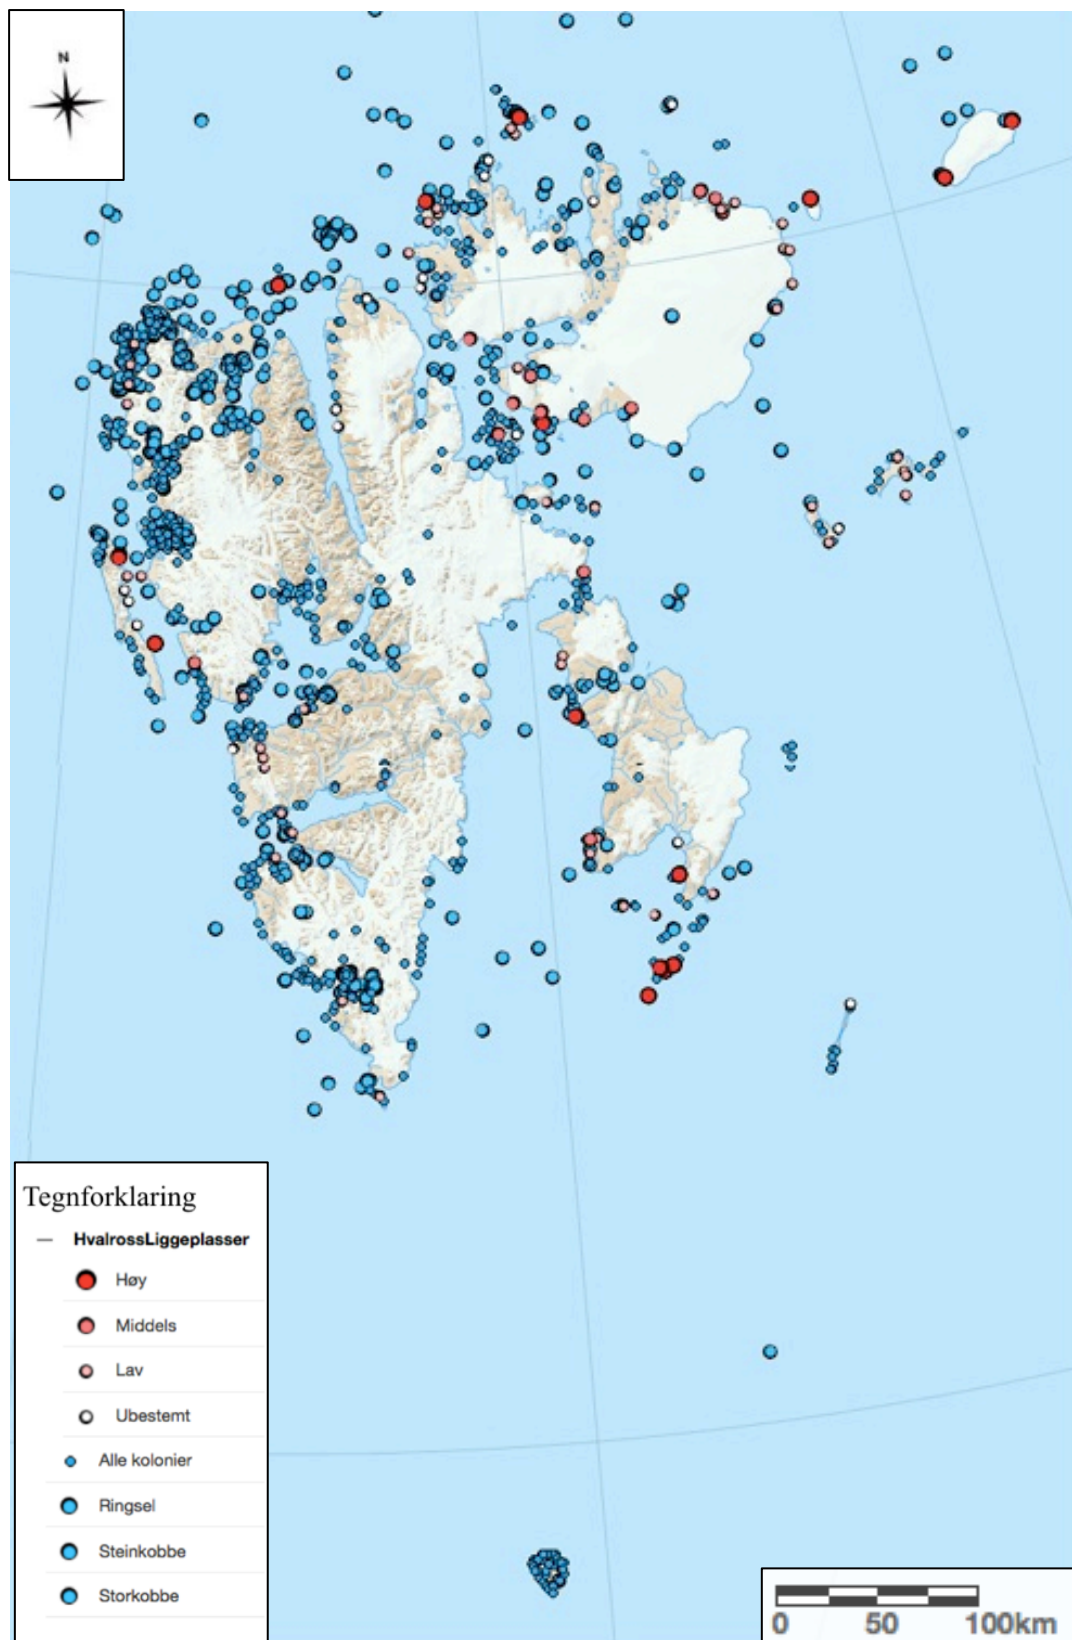 N
Tegnforklaring
HvalrossLiggeplasser
Høy
Middels
Lav
Ubestemt
Alle kolonier
Ringsel
Steinkobbe
Storkobbe
0 50 100km